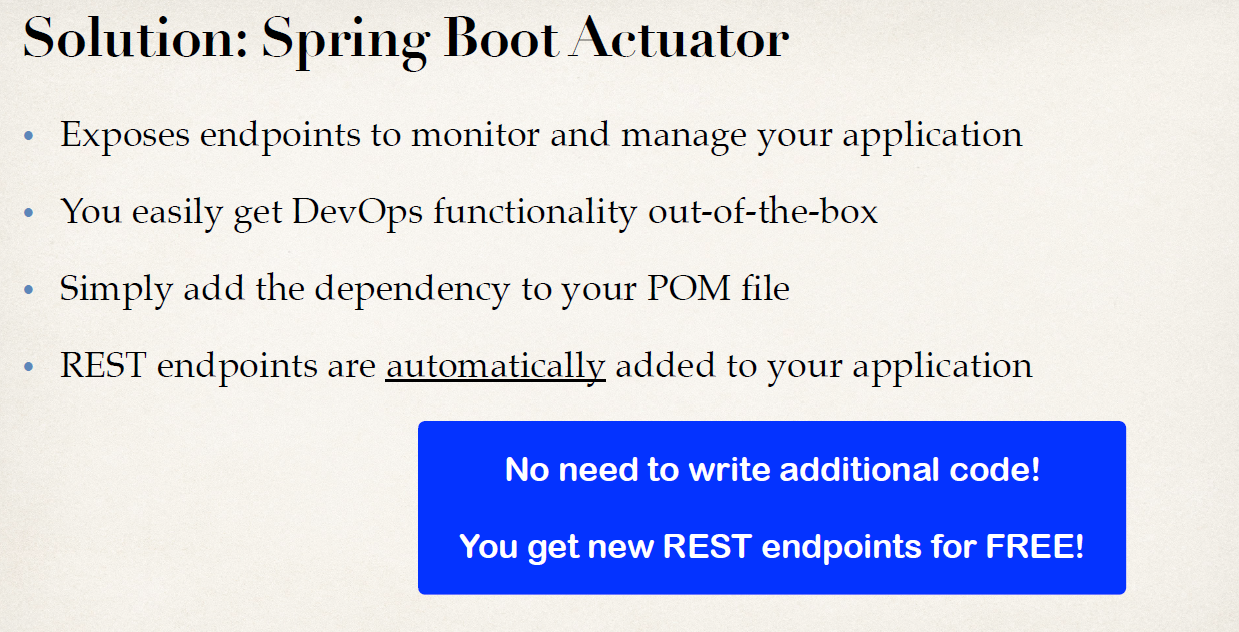 Solution: Spring Boot Actuator
• Exposes endpoints to monitor and manage your application
• You easily get DevOps functionality out-of-the-box
• Simply add the dependency to your POM file
• REST endpoints are automatically added to your application
No need to write additional code!
You get new REST endpoints for FREE!